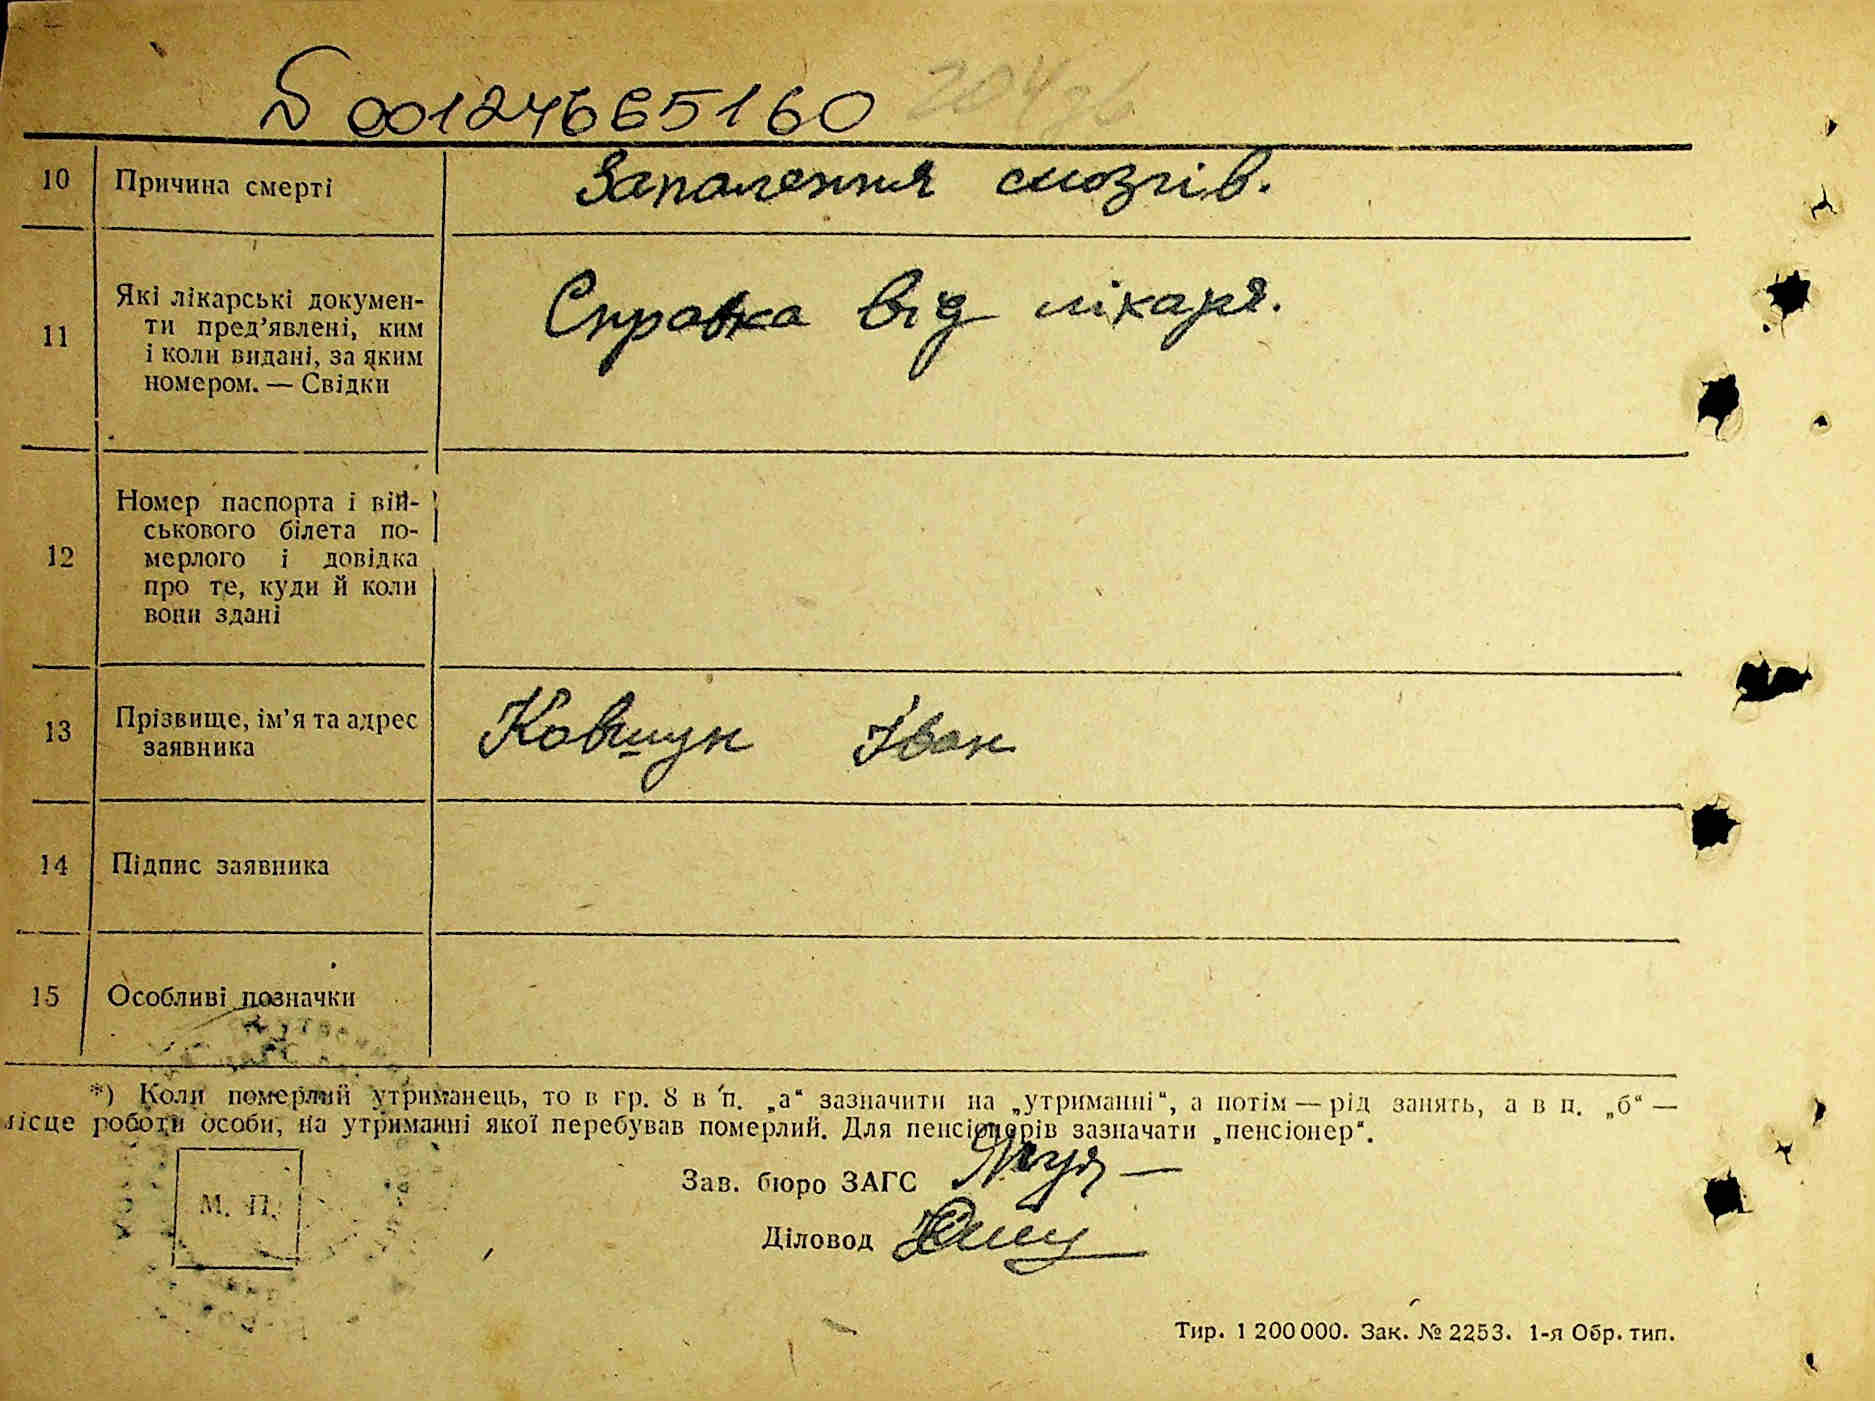 00124665160
10 Причина смерті Запалення мозгів.
11 Які лікарські докумен-
ти пред’явлені, ким
і коли видані, за яким
номером. — Свідки
Справка від лікаря.
12 Номер паспорта і вій-
ськового білета по-
мерлого і довідка
про те, куди й коли
вони здані
13 Прізвище, ім’я та адрес
заявника
Ковшун Іван
14 Підпис заявника
15 Особливі позначки
*) Коли померлий утриманець, то в гр. 8 в п. „а“ зазначити на „утриманні“, а потім — рід занять, а в п. „б“ —
місце роботи особи, на утриманні якої перебував померлий. Для пенсіонерів зазначати „пенсіонер“.
М. П.
Зав. бюро ЗАГС
Діловод
Тир. 1 200 000. Зак. № 2253. 1-я Обр. тип.